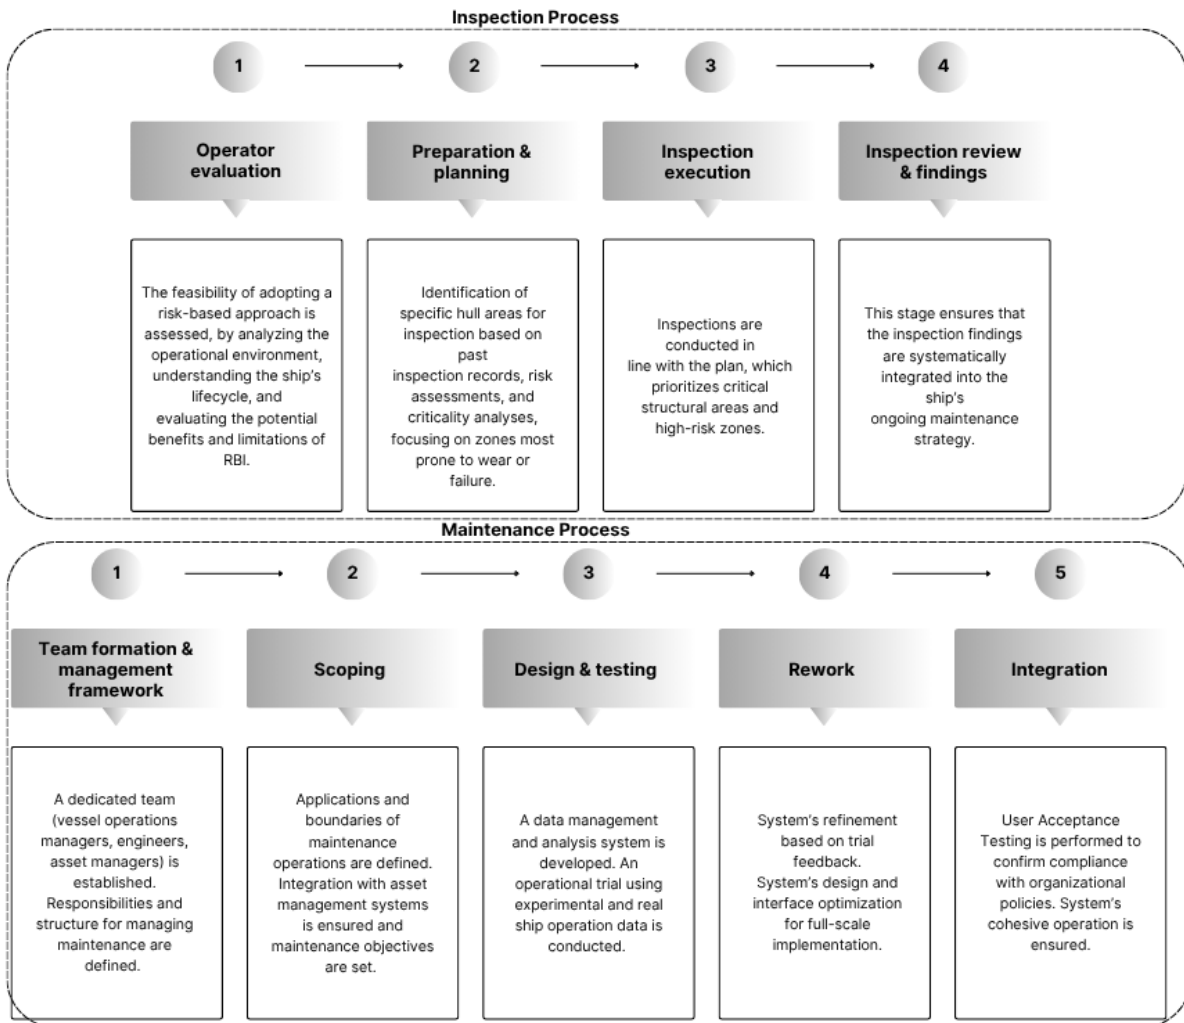 Inspection Process
1
2
3
4
Operator
evaluation
Preparation &
planning
Inspection
execution
Inspection review
& findings
The feasibility of adopting a
risk-based approach is
assessed, by analyzing the
operational environment,
understanding the ship's
lifecycle, and
evaluating the potential
benefits and limitations of
RBI.
Identification of
specific hull areas for
inspection based on
past
inspection records, risk
assessments, and
criticality analyses,
focusing on zones most
prone to wear or
failure.
Inspections are
conducted in
line with the plan, which
prioritizes critical
structural areas and
high-risk zones.
This stage ensures that
the inspection findings
are systematically
integrated into the
ship's
ongoing maintenance
strategy.
Maintenance Process
1
2
3
4
5
Team formation &
management
framework
Scoping
Design & testing
Rework
Integration
A dedicated team
(vessel operations
managers, engineers,
asset managers) is
established.
Responsibilities and
structure for managing
maintenance are
defined.
Applications and
boundaries of
maintenance
operations are defined.
Integration with asset
management systems
is ensured and
maintenance objectives
are set.
A data management
and analysis system is
developed. An
operational trial using
experimental and real
ship operation data is
conducted.
System's refinement
based on trial
feedback.
System's design and
interface optimization
for full-scale
implementation.
User Acceptance
Testing is performed to
confirm compliance
with organizational
policies. System's
cohesive operation is
ensured.